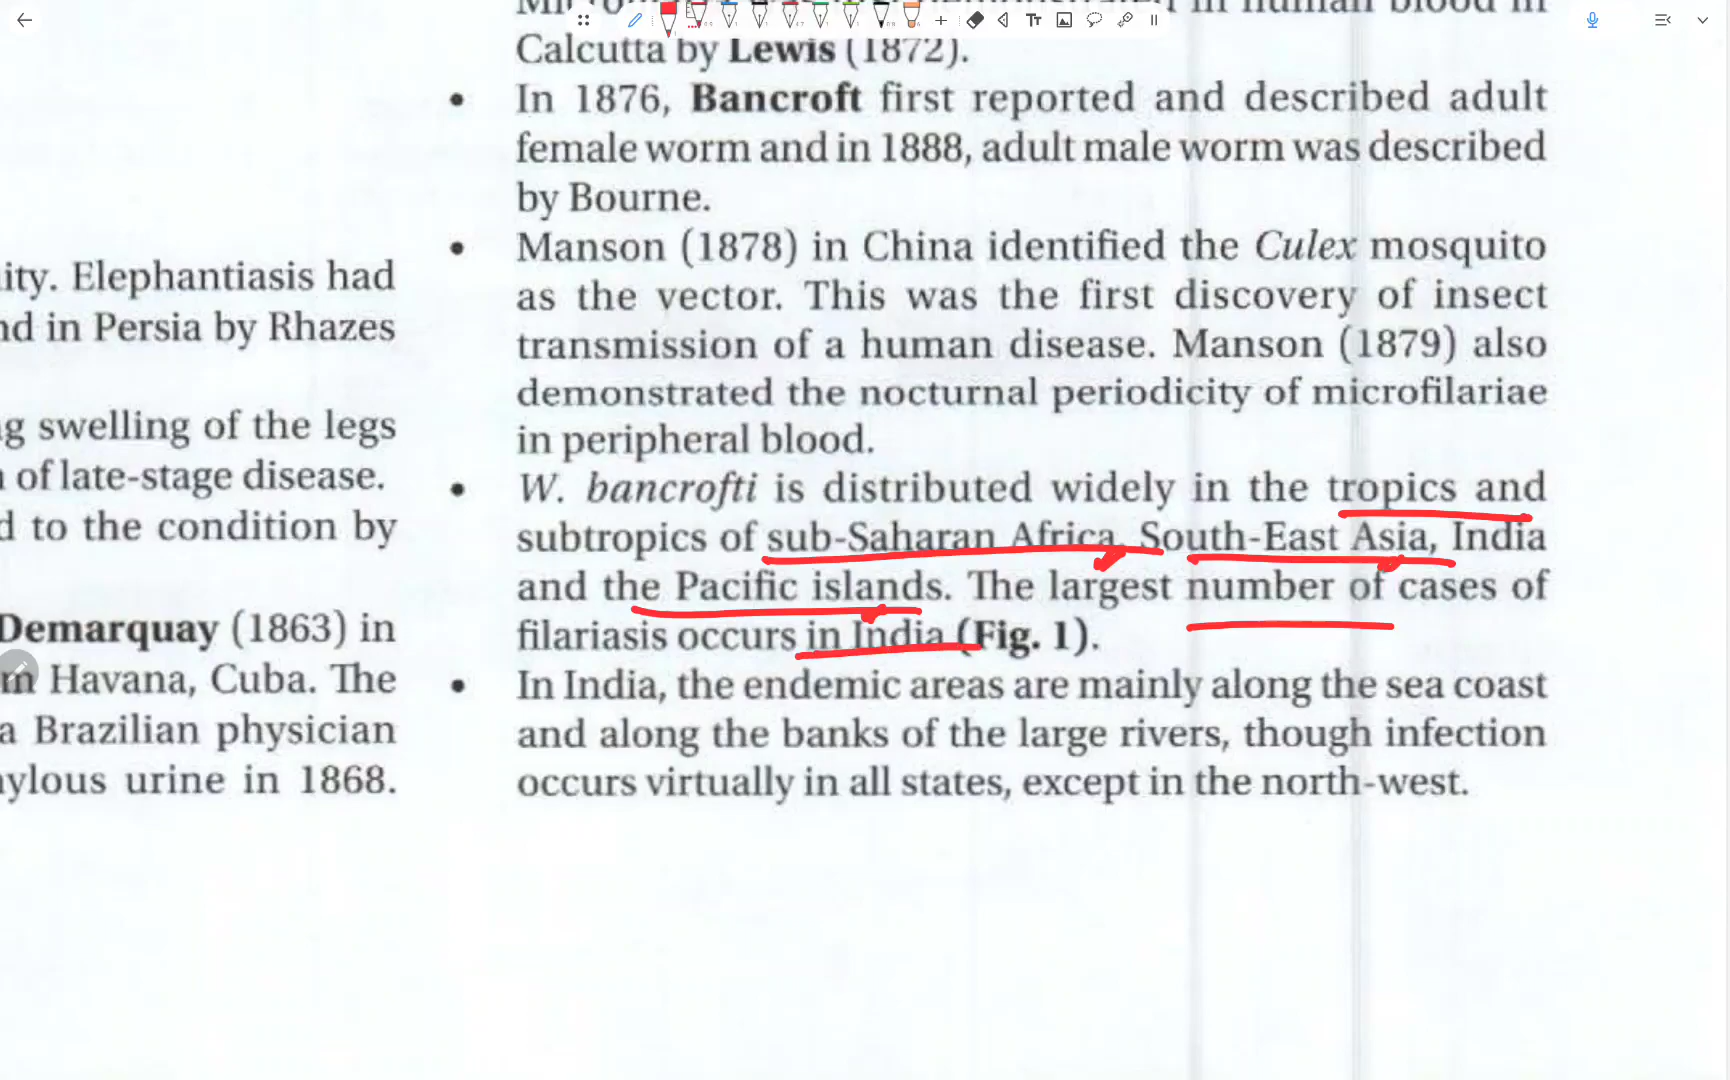 ity. Elephantiasis had
nd in Persia by Rhazes
g swelling of the legs
of late-stage disease.
d to the condition by
Demarquay (1863) in
m Havana, Cuba. The
a Brazilian physician
ylous urine in 1868.
in human blood in
Calcutta by Lewis (1872).
• In 1876, Bancroft first reported and described adult
female worm and in 1888, adult male worm was described
by Bourne.
• Manson (1878) in China identified the Culex mosquito
as the vector. This was the first discovery of insect
transmission of a human disease. Manson (1879) also
demonstrated the nocturnal periodicity of microfilariae
in peripheral blood.
• W. bancrofti is distributed widely in the tropics and
subtropics of sub-Saharan Africa, South-East Asia, India
and the Pacific islands. The largest number of cases of
filariasis occurs in India (Fig. 1).
• In India, the endemic areas are mainly along the sea coast
and along the banks of the large rivers, though infection
occurs virtually in all states, except in the north-west.